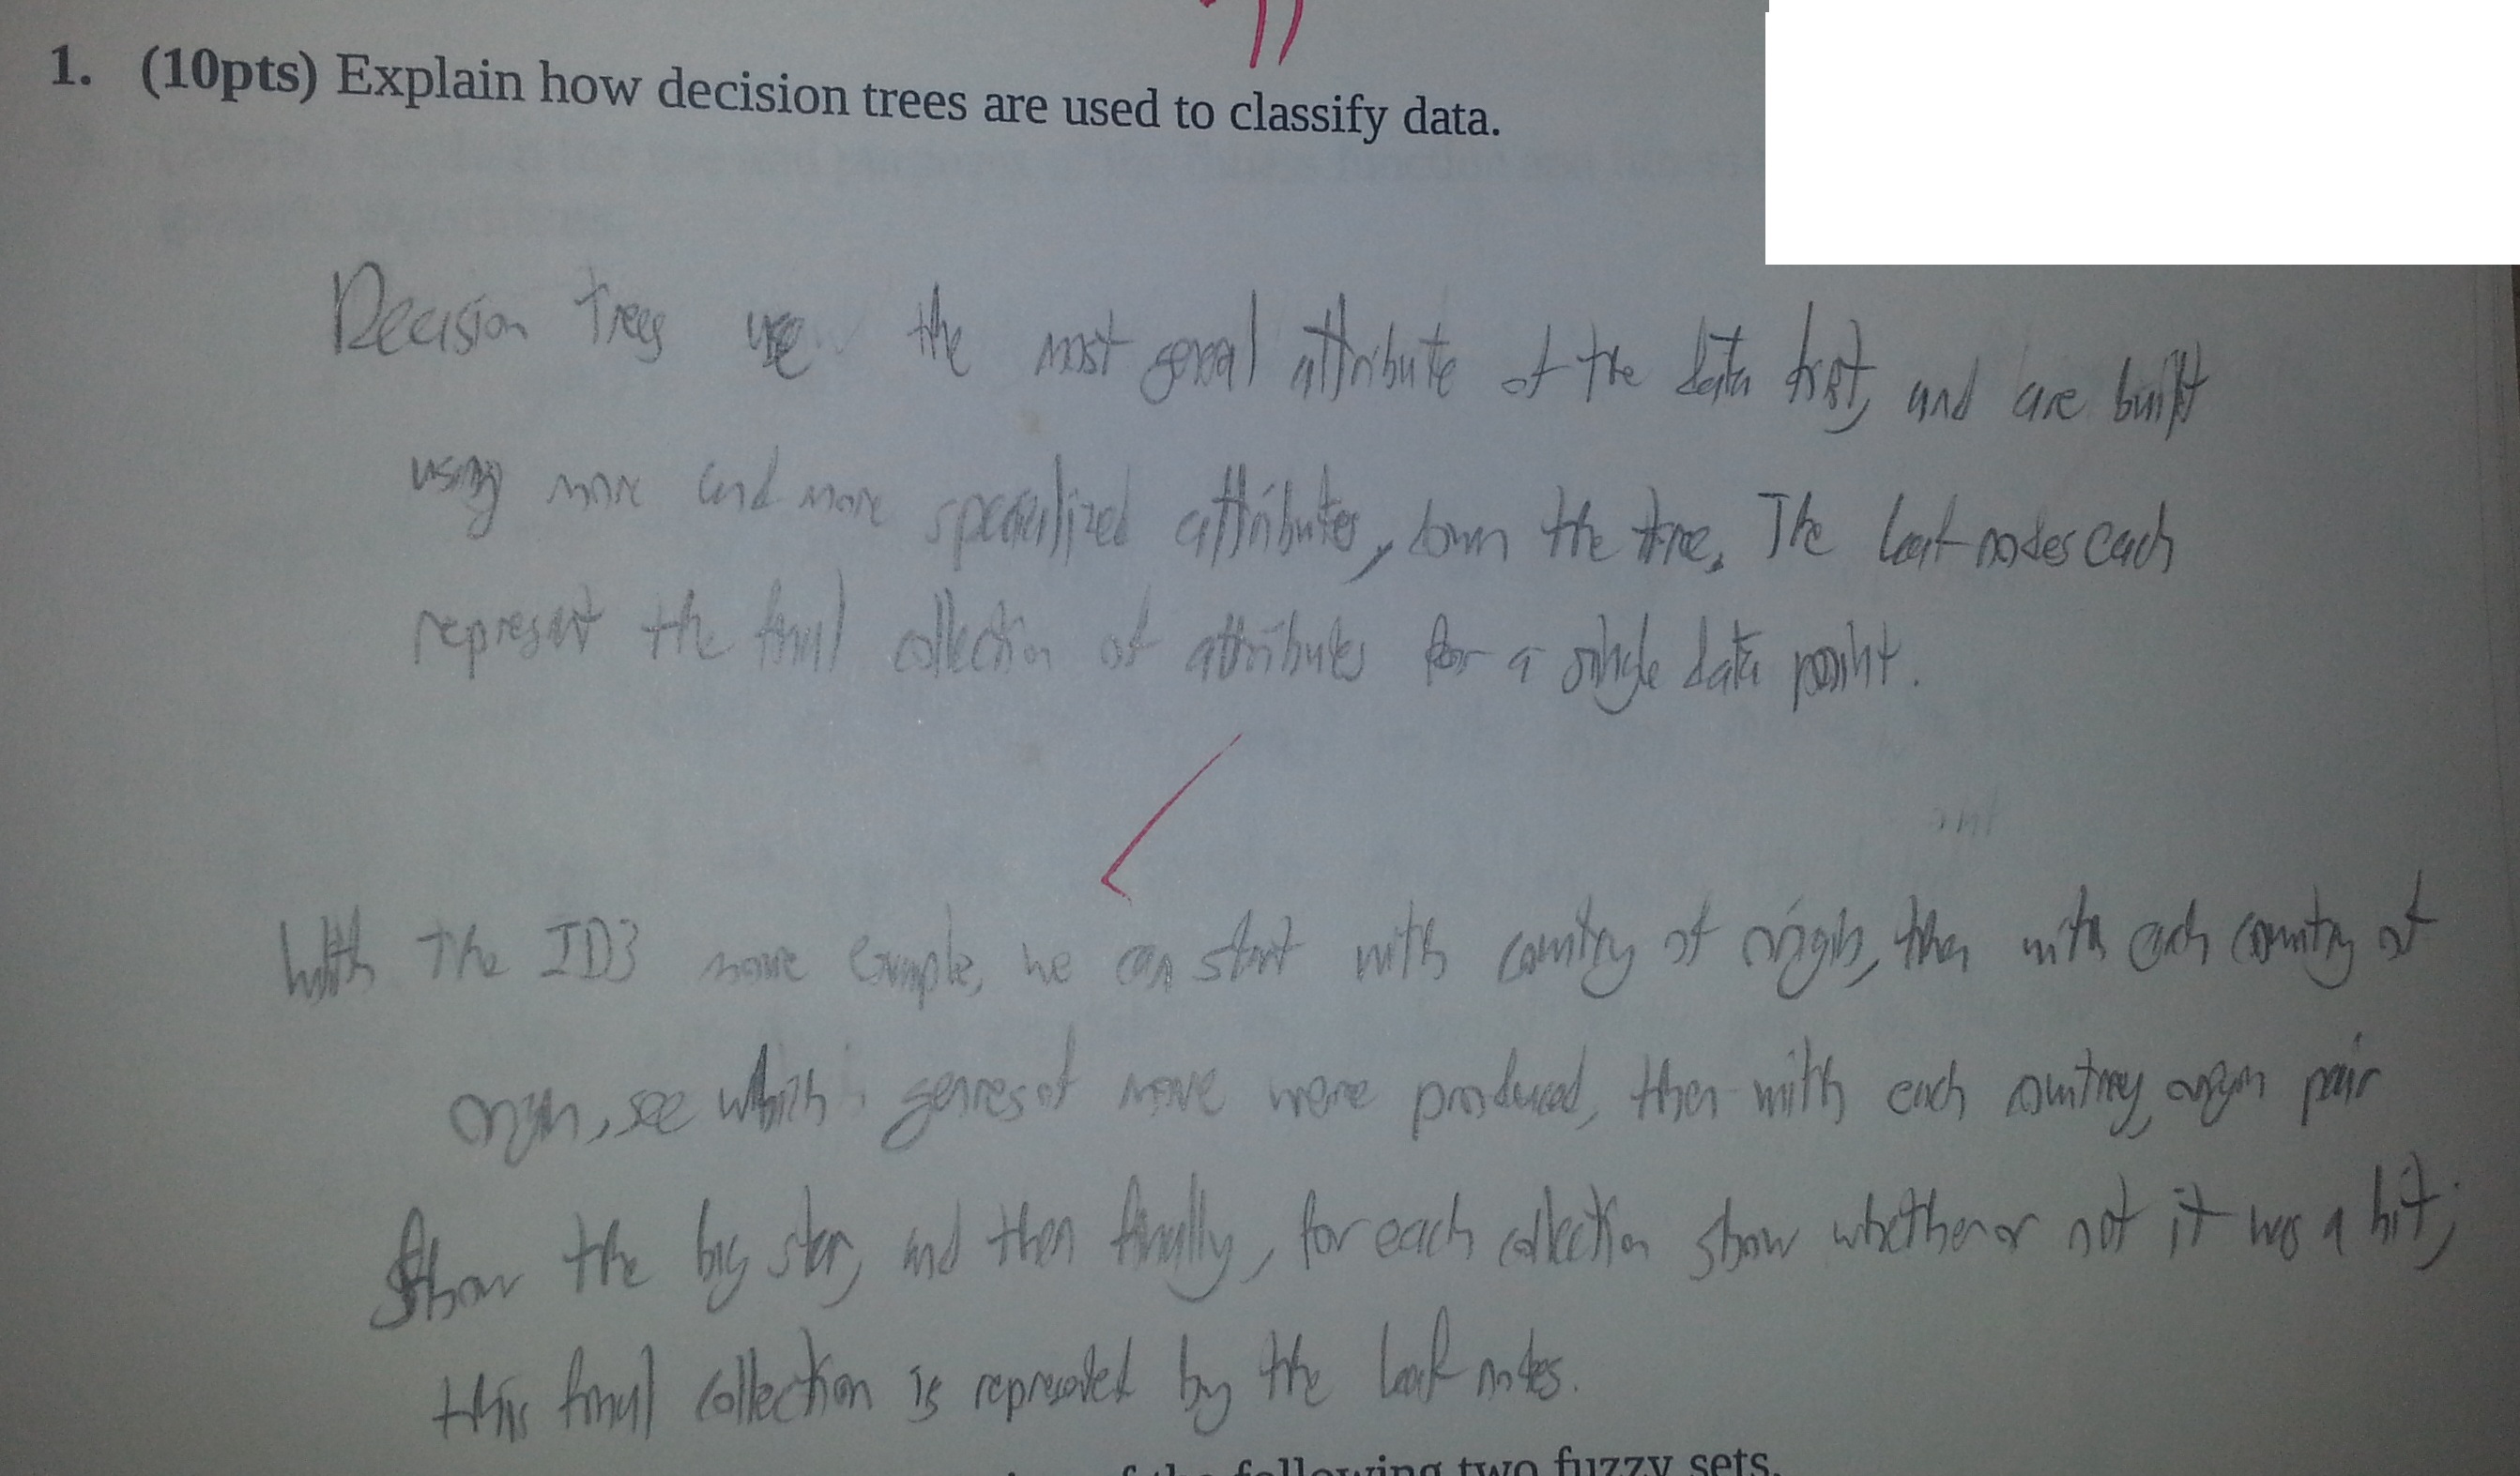 1. (10pts) Explain how decision trees are used to classify data.
Decision Trees use the most general attribute of the data first, and are built
using more and more specialized attributes, down the tree. The leaf nodes each
represent the final collection of attributes for a single data point.
With The ID3 movie example, we can start with country of origin, then with each country of
origin, see which genres of movie were produced, then with each country, origin pair
show the big star, and then finally, for each collection show whether or not it was a hit;
this final collection is represented by the leaf nodes.
following two fuzzy sets.